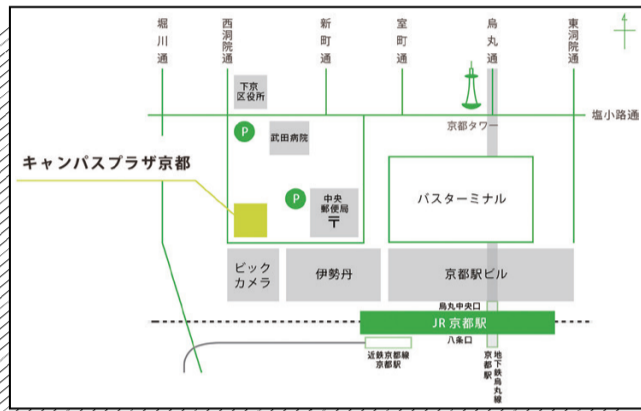 堀川通
西洞院通
新町通
室町通
烏丸通
東洞院通
下京
区役所
塩小路通
京都タワー
P
武田病院
キャンパスプラザ京都
P
中央
郵便局
〒
バスターミナル
ビック
カメラ
伊勢丹
京都駅ビル
烏丸中央口
JR 京都駅
八条口
近鉄京都線
京都駅
地下鉄烏丸線
京都駅